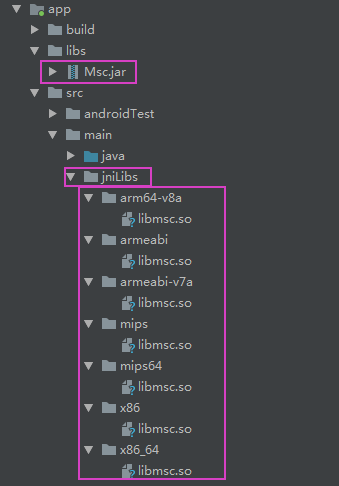 app
build
libs
Msc.jar
src
androidTest
main
java
jniLibs
arm64-v8a
libmsc.so
armeabi
libmsc.so
armeabi-v7a
libmsc.so
mips
libmsc.so
mips64
libmsc.so
x86
libmsc.so
x86_64
libmsc.so